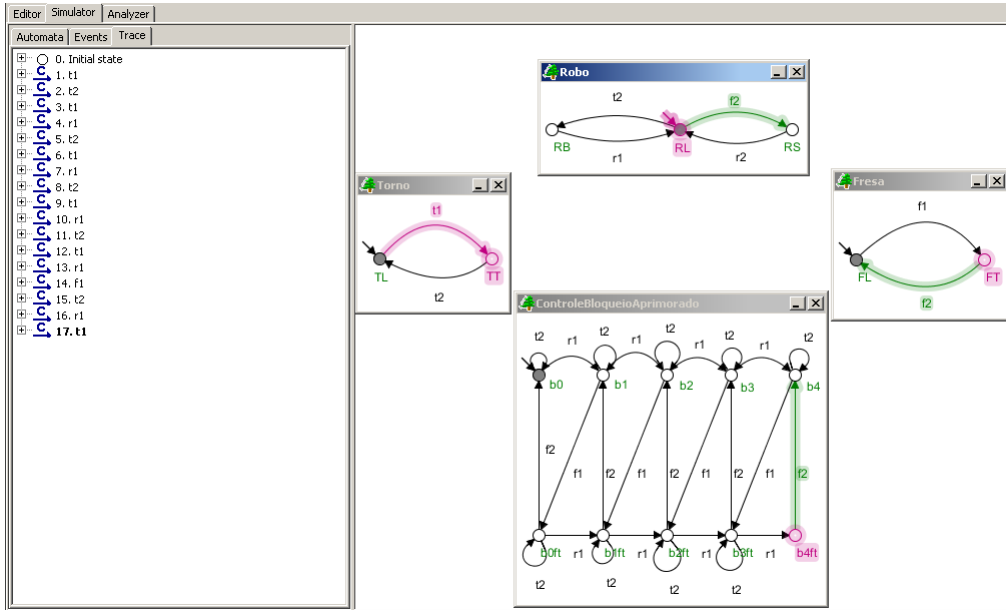 Editor Simulator Analyzer
Automata Events Trace
0. Initial state
1. t1
2. t2
3. t1
4. r1
5. t2
6. t1
7. r1
8. t2
9. t1
10. r1
11. t2
12. t1
13. r1
14. f1
15. t2
16. r1
17. t1
Robo
t2 f2
RB RL RS
r1 r2
Torno
t1
TL TT
t2
Fresa
f1
FL FT
f2
ControleBloqueioAprimorado
t2 r1 t2 r1 t2 r1 t2 r1 t2
b0 b1 b2 b3 b4
f2 f1 f2 f1 f2 f1 f2 f1 f2
b0ft r1 b1ft r1 b2ft r1 b3ft r1 b4ft
t2 t2 t2 t2